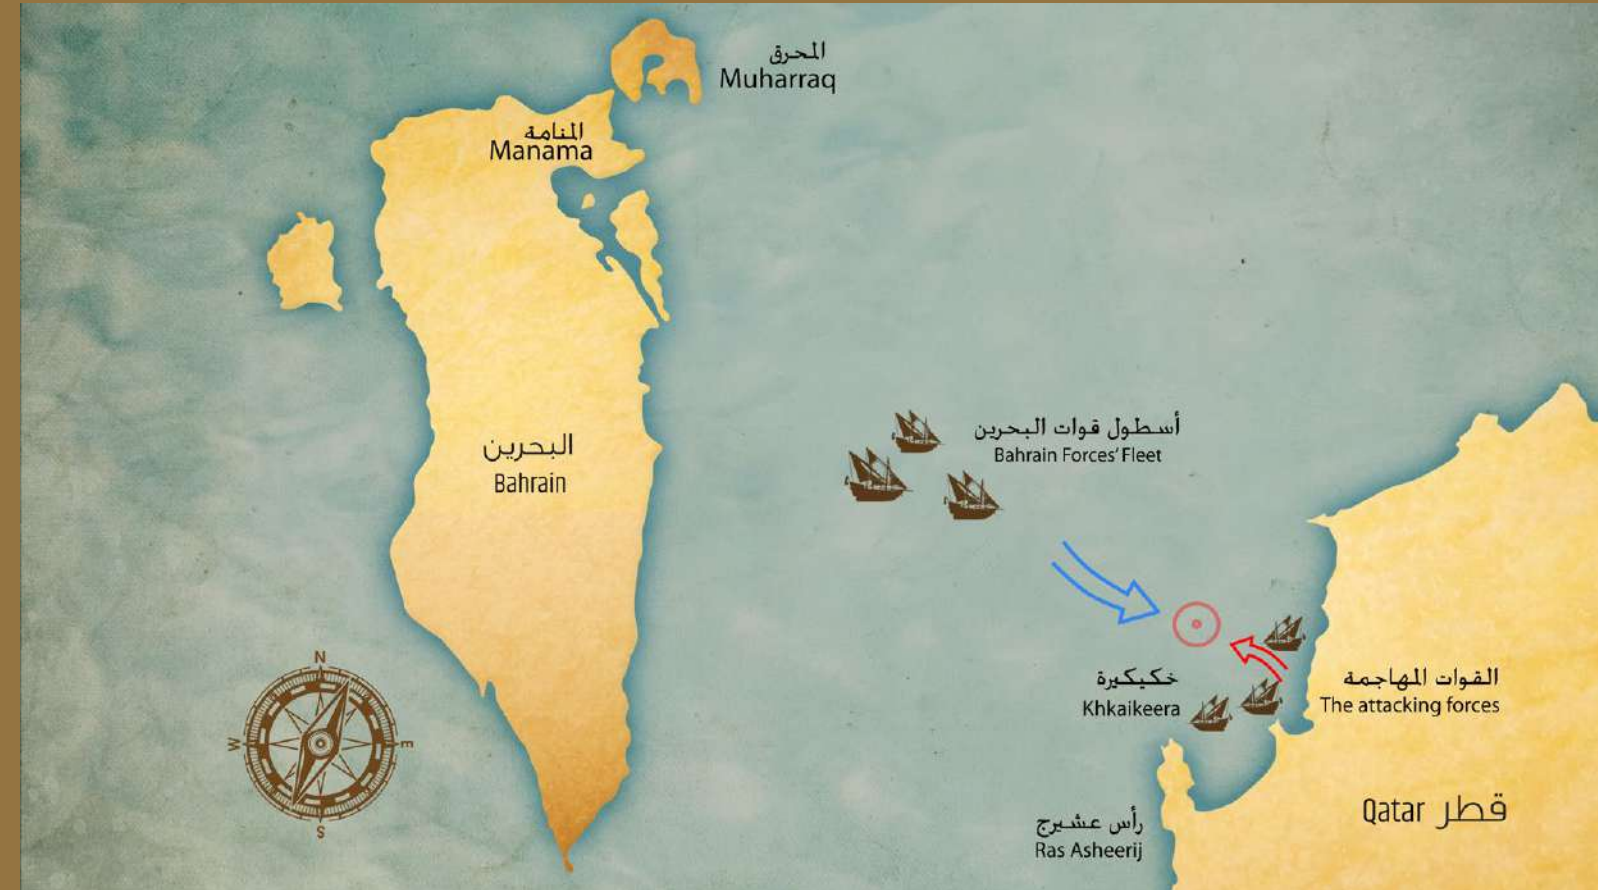 المحرق
Muharraq
المنامة
Manama
أسطول قوات البحرين
Bahrain Forces' Fleet
البحرين
Bahrain
خكيكيرة
Khkaikeera
القوات المهاجمة
The attacking forces
N
W
E
S
Qatar قطر
رأس عشيرج
Ras Asheerij